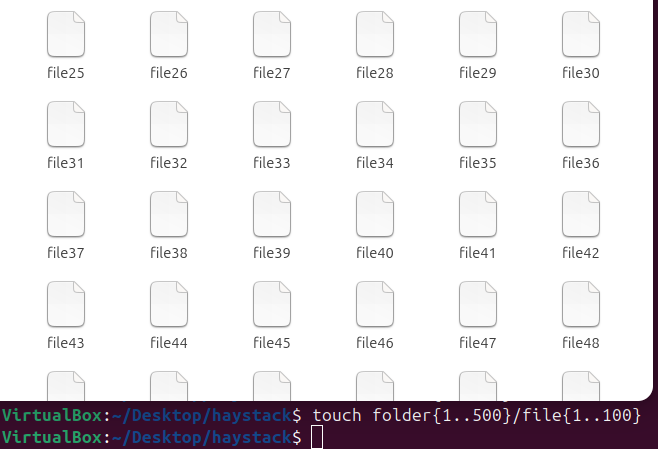 file25 file26 file27 file28 file29 file30
file31 file32 file33 file34 file35 file36
file37 file38 file39 file40 file41 file42
file43 file44 file45 file46 file47 file48
VirtualBox:~/Desktop/haystack$ touch folder{1..500}/file{1..100}
VirtualBox:~/Desktop/haystack$